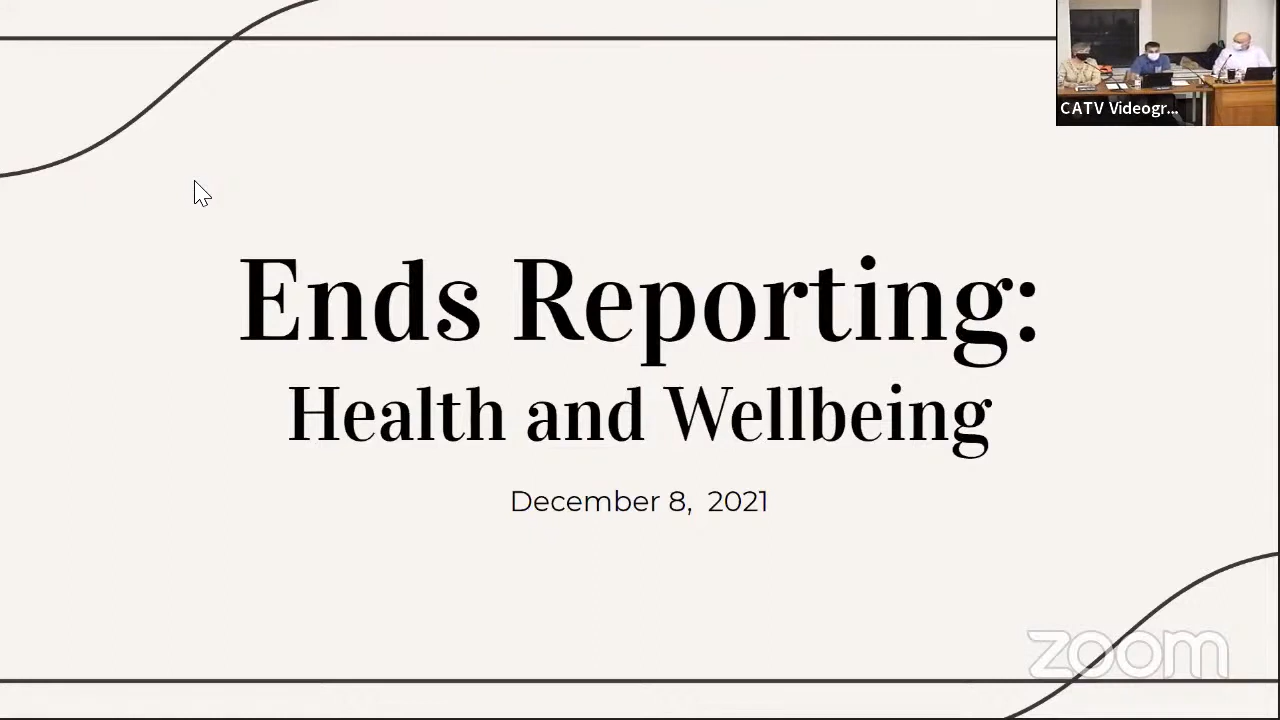 CATV Videogr...
Ends Reporting:
Health and Wellbeing
December 8, 2021
zoom